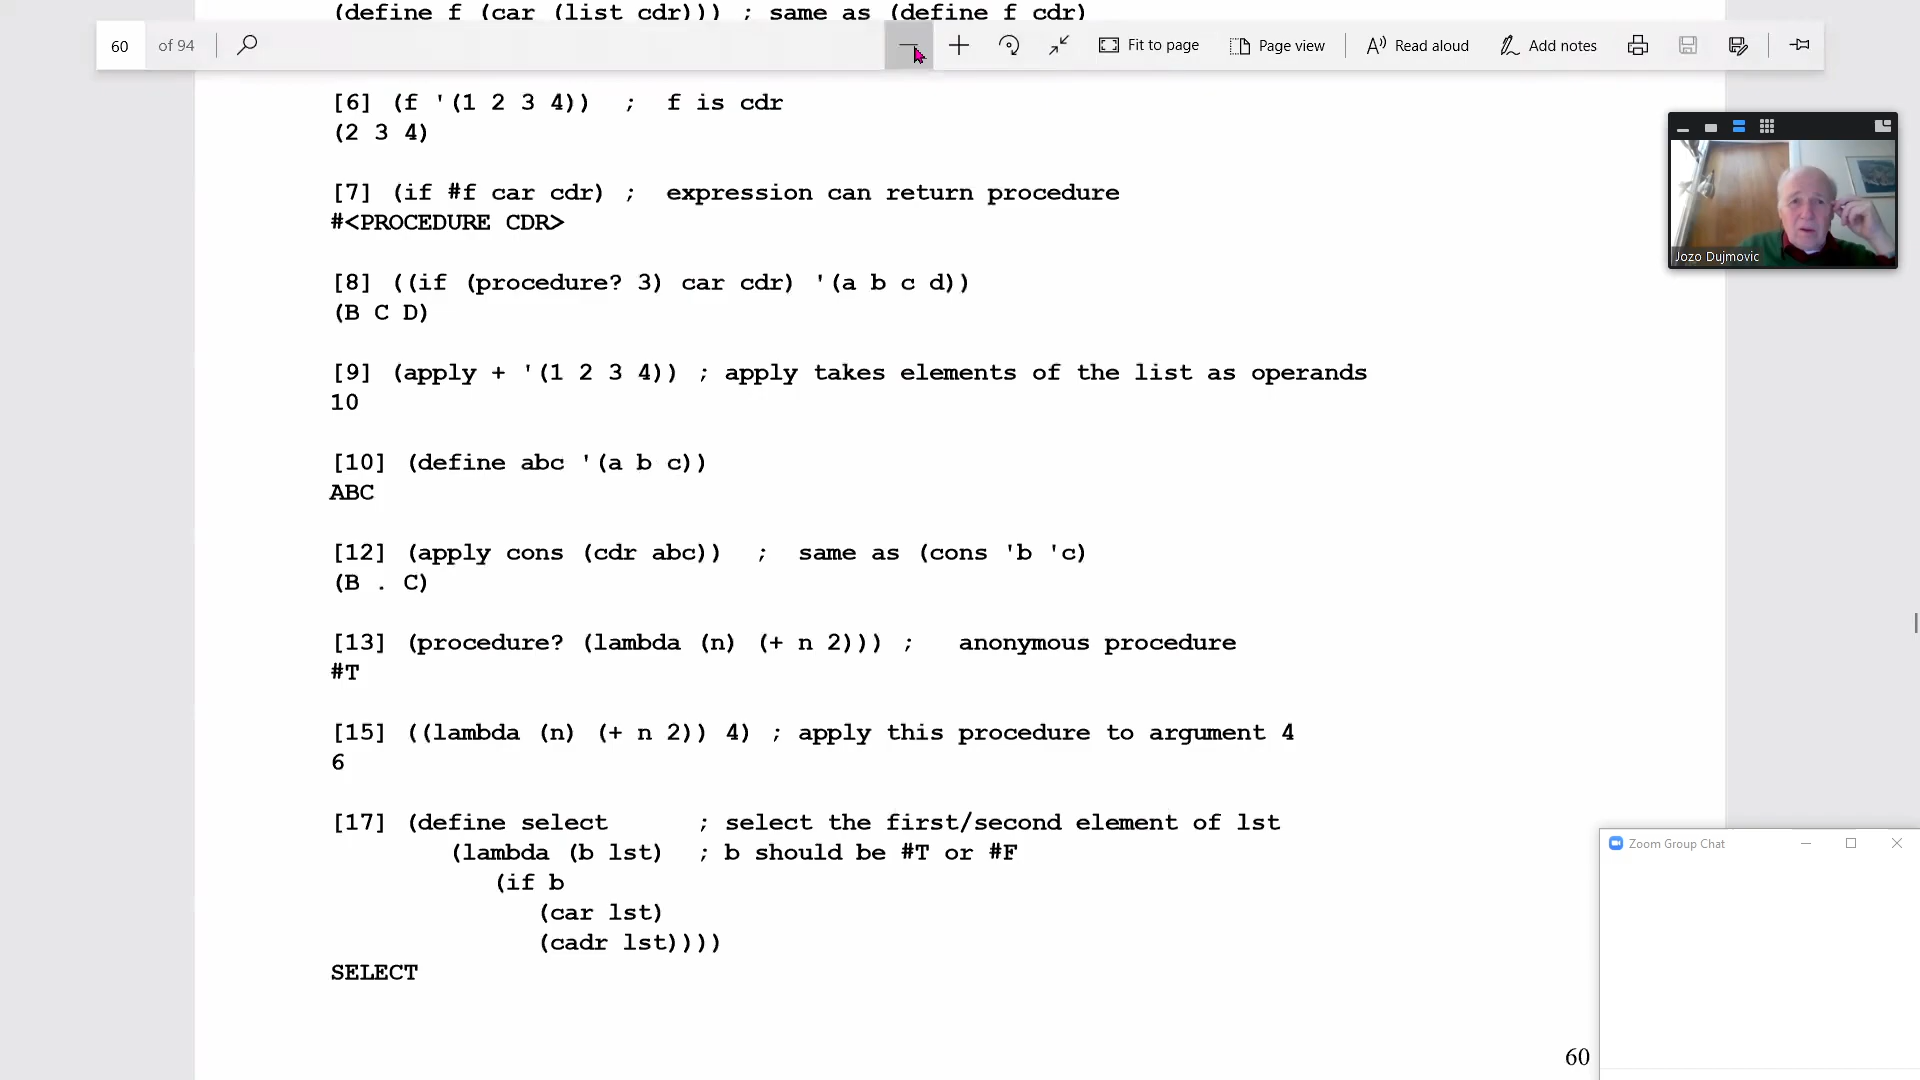 (define f (car (list cdr))) ; same as (define f cdr)
60 of 94 Fit to page Page view Read aloud Add notes
[6] (f '(1 2 3 4)) ; f is cdr
(2 3 4)
[7] (if #f car cdr) ; expression can return procedure
#<PROCEDURE CDR>
Jozo Dujmovic
[8] ((if (procedure? 3) car cdr) '(a b c d))
(B C D)
[9] (apply + '(1 2 3 4)) ; apply takes elements of the list as operands
10
[10] (define abc '(a b c))
ABC
[12] (apply cons (cdr abc)) ; same as (cons 'b 'c)
(B . C)
[13] (procedure? (lambda (n) (+ n 2))) ; anonymous procedure
#T
[15] ((lambda (n) (+ n 2)) 4) ; apply this procedure to argument 4
6
[17] (define select ; select the first/second element of lst
(lambda (b lst) ; b should be #T or #F
(if b
(car lst)
(cadr lst))))
SELECT
Zoom Group Chat
60